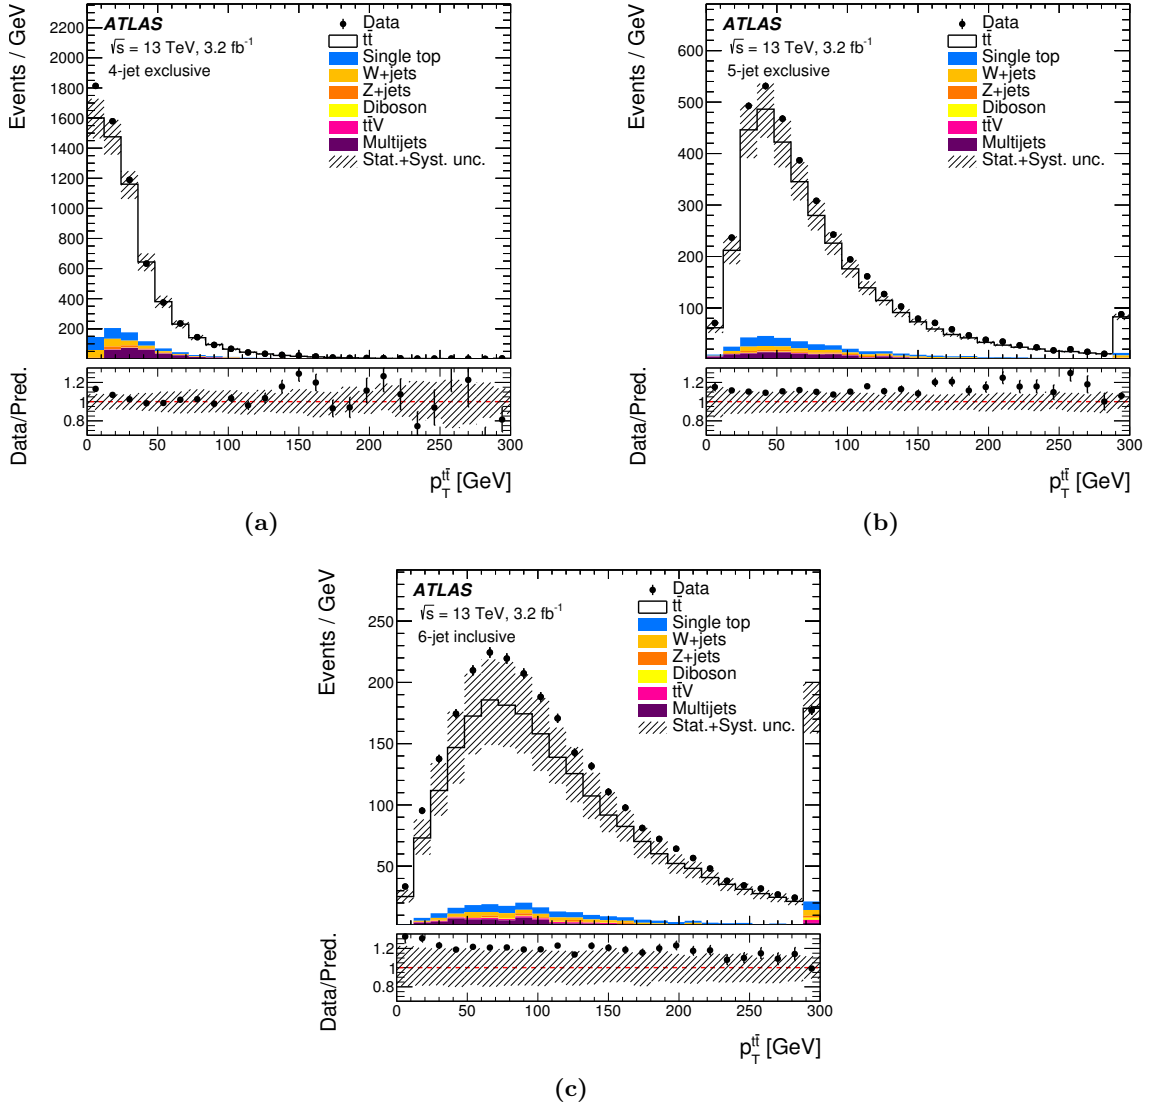 ATLAS
√s = 13 TeV, 3.2 fb⁻¹
4-jet exclusive
Data
tt̄
Single top
W+jets
Z+jets
Diboson
tt̄V
Multijets
Stat.+Syst. unc.
Events / GeV
2200
2000
1800
1600
1400
1200
1000
800
600
400
200
Data/Pred.
1.2
1
0.8
0 50 100 150 200 250 300
p_T^{tt̄} [GeV]
(a)
ATLAS
√s = 13 TeV, 3.2 fb⁻¹
5-jet exclusive
Data
tt̄
Single top
W+jets
Z+jets
Diboson
tt̄V
Multijets
Stat.+Syst. unc.
Events / GeV
600
500
400
300
200
100
Data/Pred.
1.2
1
0.8
0 50 100 150 200 250 300
p_T^{tt̄} [GeV]
(b)
ATLAS
√s = 13 TeV, 3.2 fb⁻¹
6-jet inclusive
Data
tt̄
Single top
W+jets
Z+jets
Diboson
tt̄V
Multijets
Stat.+Syst. unc.
Events / GeV
250
200
150
100
50
Data/Pred.
1.2
1
0.8
0 50 100 150 200 250 300
p_T^{tt̄} [GeV]
(c)